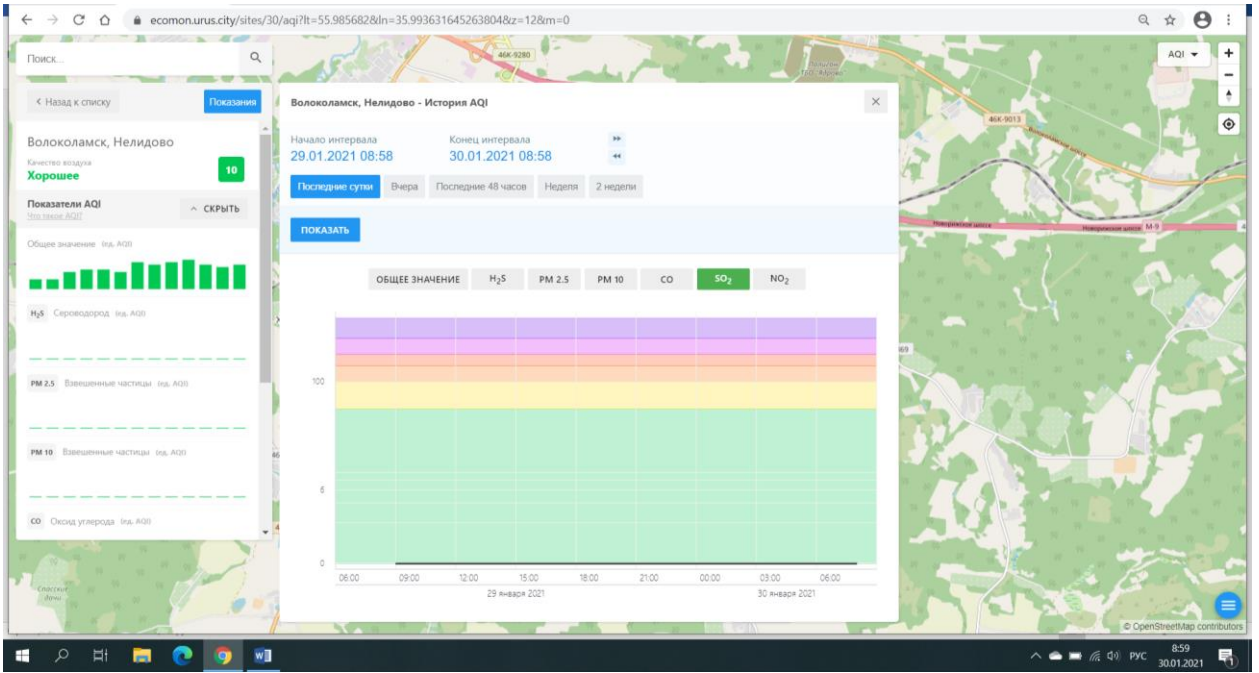 ecomon.urus.city/sites/30/aqi?lt=55.985682&ln=35.99363164526380​4&z=12&m=0
Поиск...
46К-9280
AQI
< Назад к списку
Показания
Волоколамск, Нелидово - История AQI
46К-9013
Волоколамск, Нелидово
Качество воздуха
Хорошее
10
Начало интервала
Конец интервала
29.01.2021 08:58
30.01.2021 08:58
Последние сутки
Вчера
Последние 48 часов
Неделя
2 недели
Показатели AQI
Что такое AQI?
СКРЫТЬ
ПОКАЗАТЬ
Новорижское шоссе
М-9
Новорижское шоссе
Общее значение (ед. AQI)
ОБЩЕЕ ЗНАЧЕНИЕ
H₂S
PM 2.5
PM 10
CO
SO₂
NO₂
H₂S Сероводород (ед. AQI)
PM 2.5 Взвешенные частицы (ед. AQI)
PM 10 Взвешенные частицы (ед. AQI)
CO Оксид углерода (ед. AQI)
100
6
0
06:00 09:00 12:00 15:00 18:00 21:00 00:00 03:00 06:00
29 января 2021
30 января 2021
Спасские
© OpenStreetMap contributors
РУС
8:59
30.01.2021